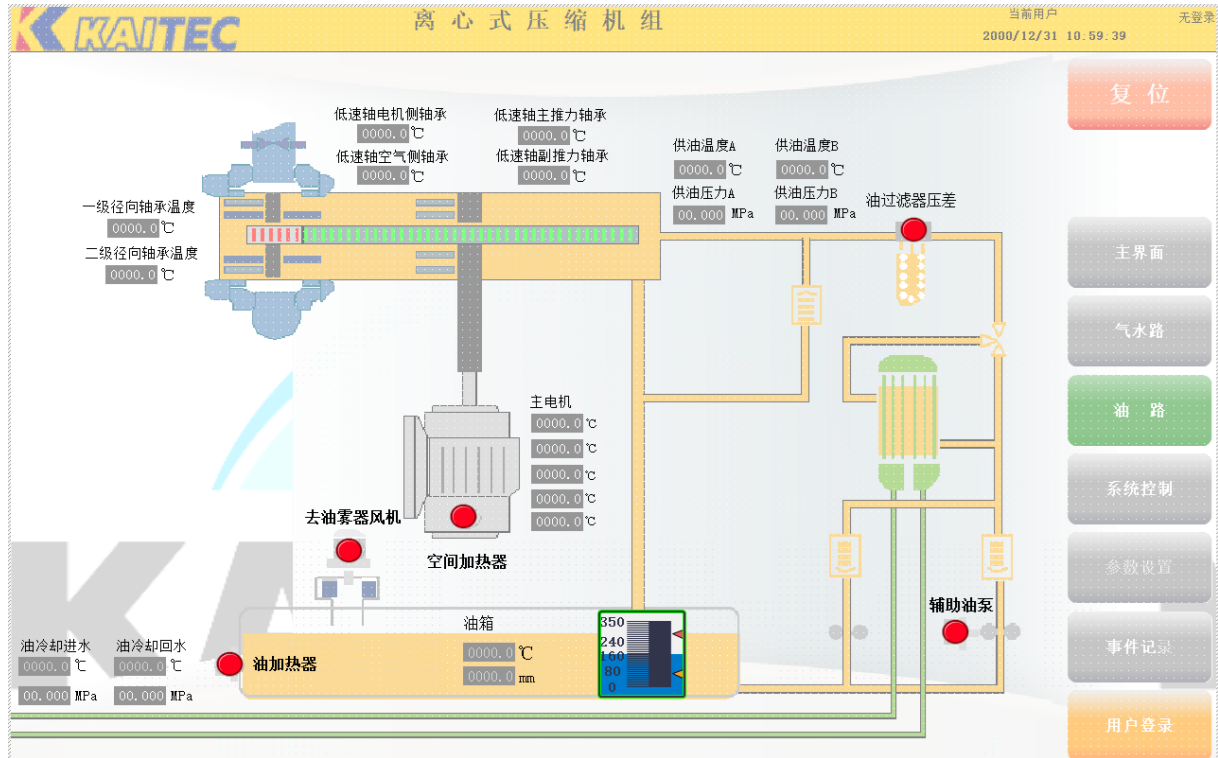 KAITEC
离心式压缩机组
当前用户
无登录
2000/12/31 10:59:39
复位
低速轴电机侧轴承
0000.0℃
低速轴主推力轴承
0000.0℃
低速轴空气侧轴承
0000.0℃
低速轴副推力轴承
0000.0℃
供油温度A
0000.0℃
供油温度B
0000.0℃
供油压力A
00.000 MPa
供油压力B
00.000 MPa
油过滤器压差
一级径向轴承温度
0000.0℃
二级径向轴承温度
0000.0℃
主界面
气水路
油 路
系统控制
参数设置
事件记录
用户登录
主电机
0000.0℃
0000.0℃
0000.0℃
0000.0℃
0000.0℃
去油雾器风机
空间加热器
辅助油泵
油箱
0000.0℃
0000.0 mm
350
240
160
80
0
油加热器
油冷却进水
0000.0℃
00.000 MPa
油冷却回水
0000.0℃
00.000 MPa